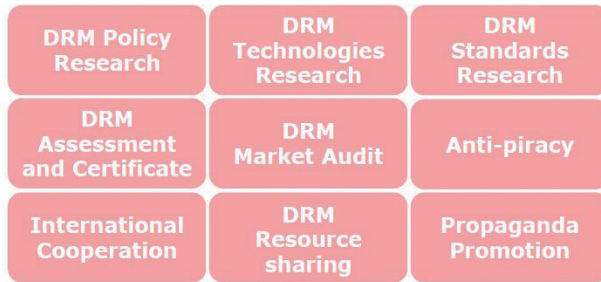 DRM Policy
Research
DRM
Technologies
Research
DRM
Standards
Research
DRM
Assessment
and Certificate
DRM
Market Audit
Anti-piracy
International
Cooperation
DRM
Resource
sharing
Propaganda
Promotion